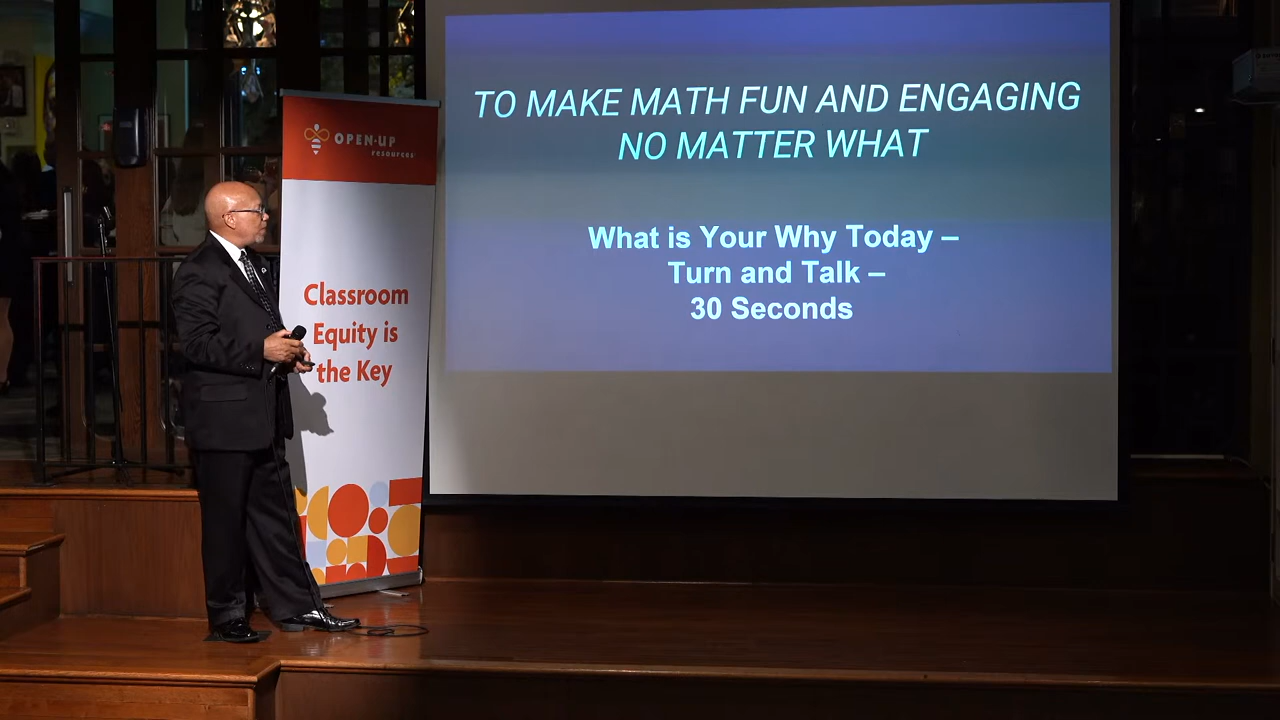 OPEN-UP
resources
Classroom
Equity is
the Key
TO MAKE MATH FUN AND ENGAGING
NO MATTER WHAT
What is Your Why Today –
Turn and Talk –
30 Seconds